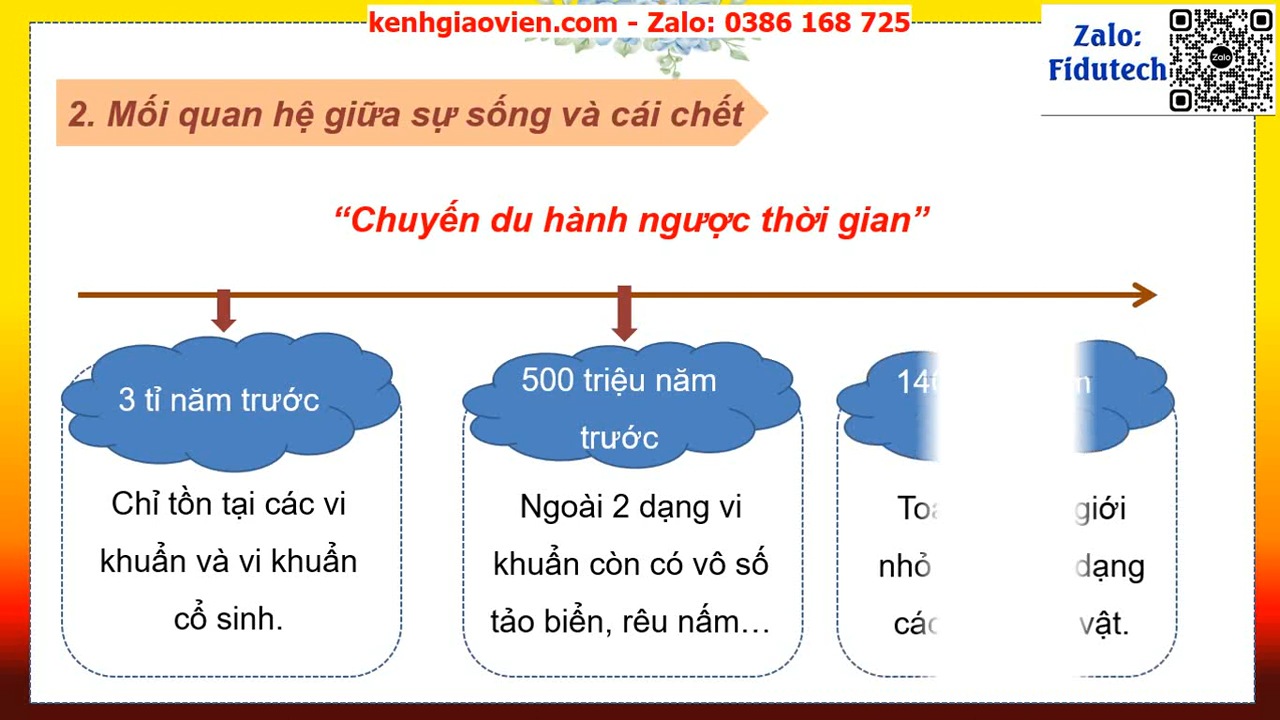 kenhgiaovien.com - Zalo: 0386 168 725
Zalo:
Fidutech
Zalo
2. Mối quan hệ giữa sự sống và cái chết
“Chuyến du hành ngược thời gian”
3 tỉ năm trước
Chỉ tồn tại các vi
khuẩn và vi khuẩn
cổ sinh.
500 triệu năm
trước
Ngoài 2 dạng vi
khuẩn còn có vô số
tảo biển, rêu nấm…
giới
nhỏ dạng
vật.